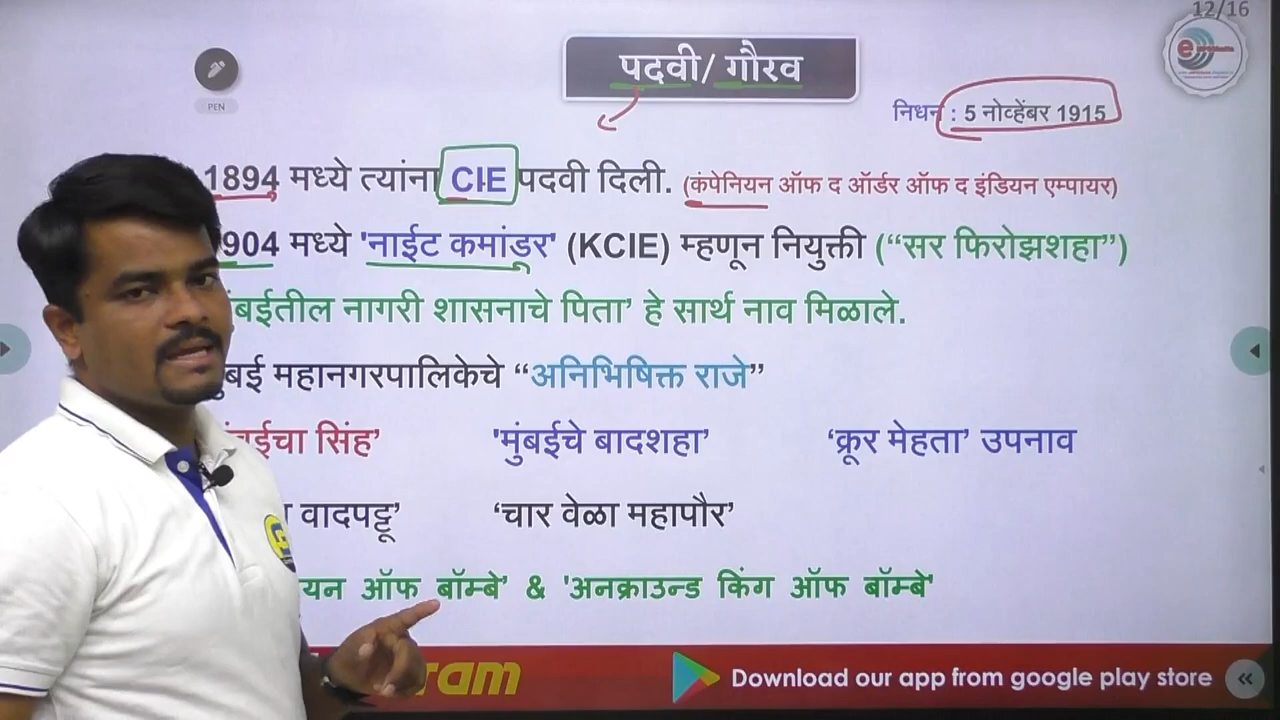 12/16
पदवी/ गौरव
PEN
निधन : 5 नोव्हेंबर 1915
1894 मध्ये त्यांना CIE पदवी दिली. (कंपेनियन ऑफ द ऑर्डर ऑफ द इंडियन एम्पायर)
904 मध्ये 'नाईट कमांडर' (KCIE) म्हणून नियुक्ती (“सर फिरोझशहा”)
बईतील नागरी शासनाचे पिता’ हे सार्थ नाव मिळाले.
बई महानगरपालिकेचे “अनिभिषिक्त राजे”
बईचा सिंह’ 'मुंबईचे बादशहा’ ‘क्रूर मेहता’ उपनाव
वादपट्टू’ ‘चार वेळा महापौर’
यन ऑफ बॉम्बे’ & 'अनक्राउन्ड किंग ऑफ बॉम्बे'
ram Download our app from google play store